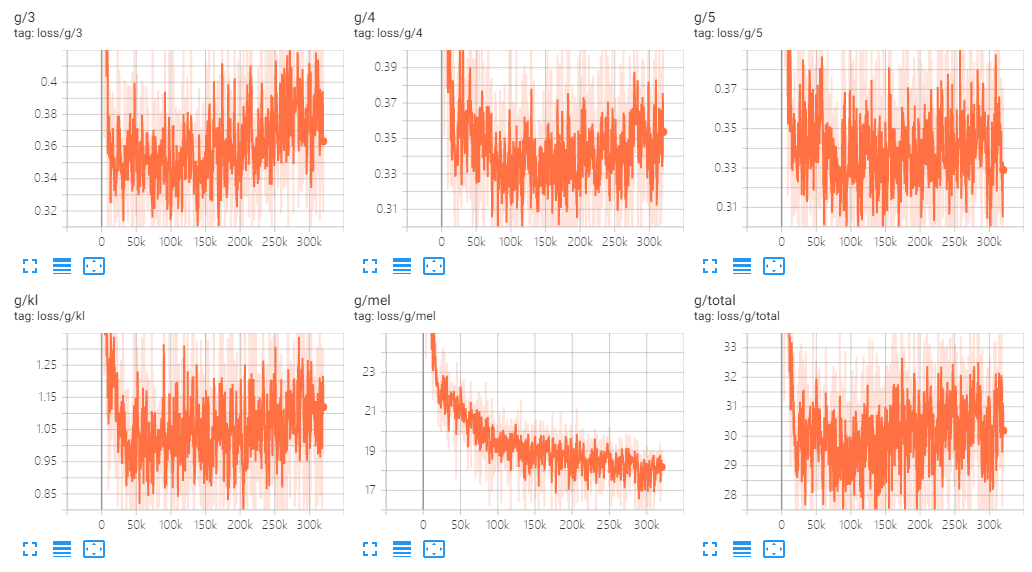 g/3
tag: loss/g/3
0.4
0.38
0.36
0.34
0.32
0 50k 100k 150k 200k 250k 300k
g/4
tag: loss/g/4
0.39
0.37
0.35
0.33
0.31
0 50k 100k 150k 200k 250k 300k
g/5
tag: loss/g/5
0.37
0.35
0.33
0.31
0 50k 100k 150k 200k 250k 300k
g/kl
tag: loss/g/kl
1.25
1.15
1.05
0.95
0.85
0 50k 100k 150k 200k 250k 300k
g/mel
tag: loss/g/mel
23
21
19
17
0 50k 100k 150k 200k 250k 300k
g/total
tag: loss/g/total
33
32
31
30
29
28
0 50k 100k 150k 200k 250k 300k